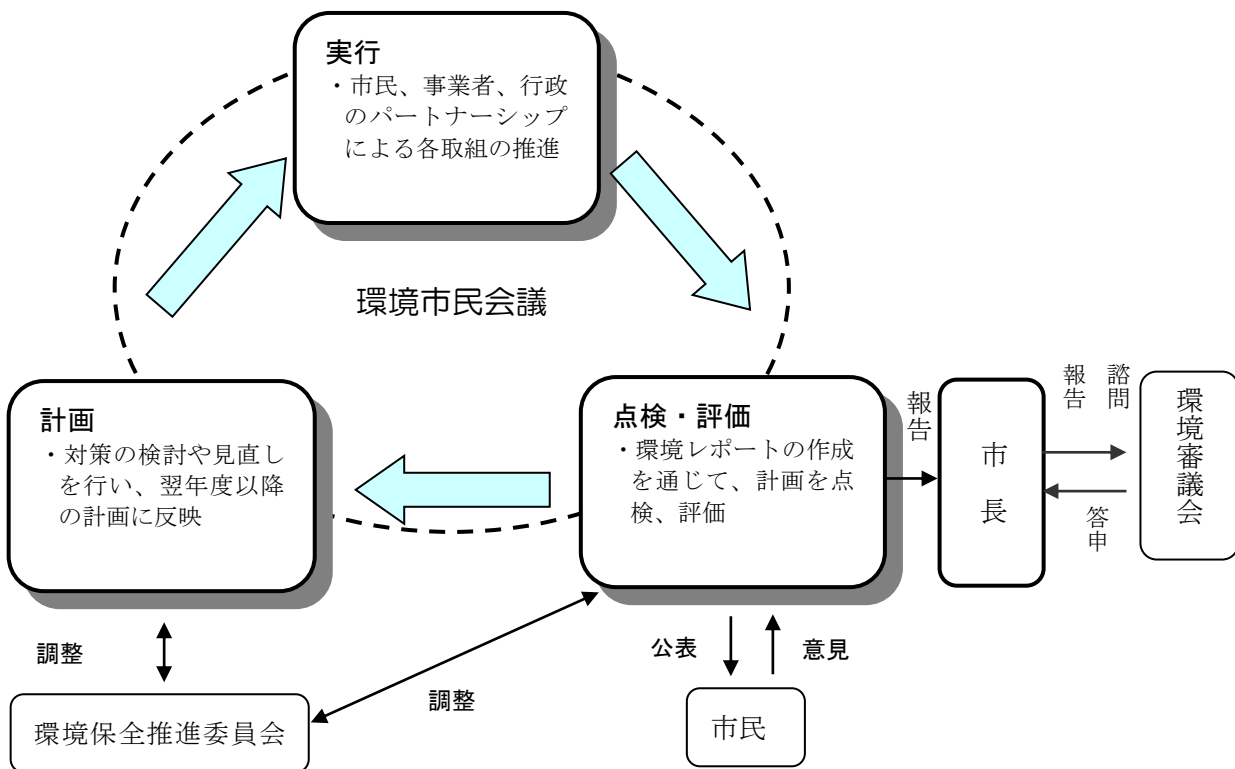 実行
・市民、事業者、行政
のパートナーシップ
による各取組の推進
環境市民会議
計画
・対策の検討や見直し
を行い、翌年度以降
の計画に反映
点検・評価
・環境レポートの作成
を通じて、計画を点
検、評価
報告
市長
諮問
報告
答申
環境審議会
調整
環境保全推進委員会
調整
公表
意見
市民